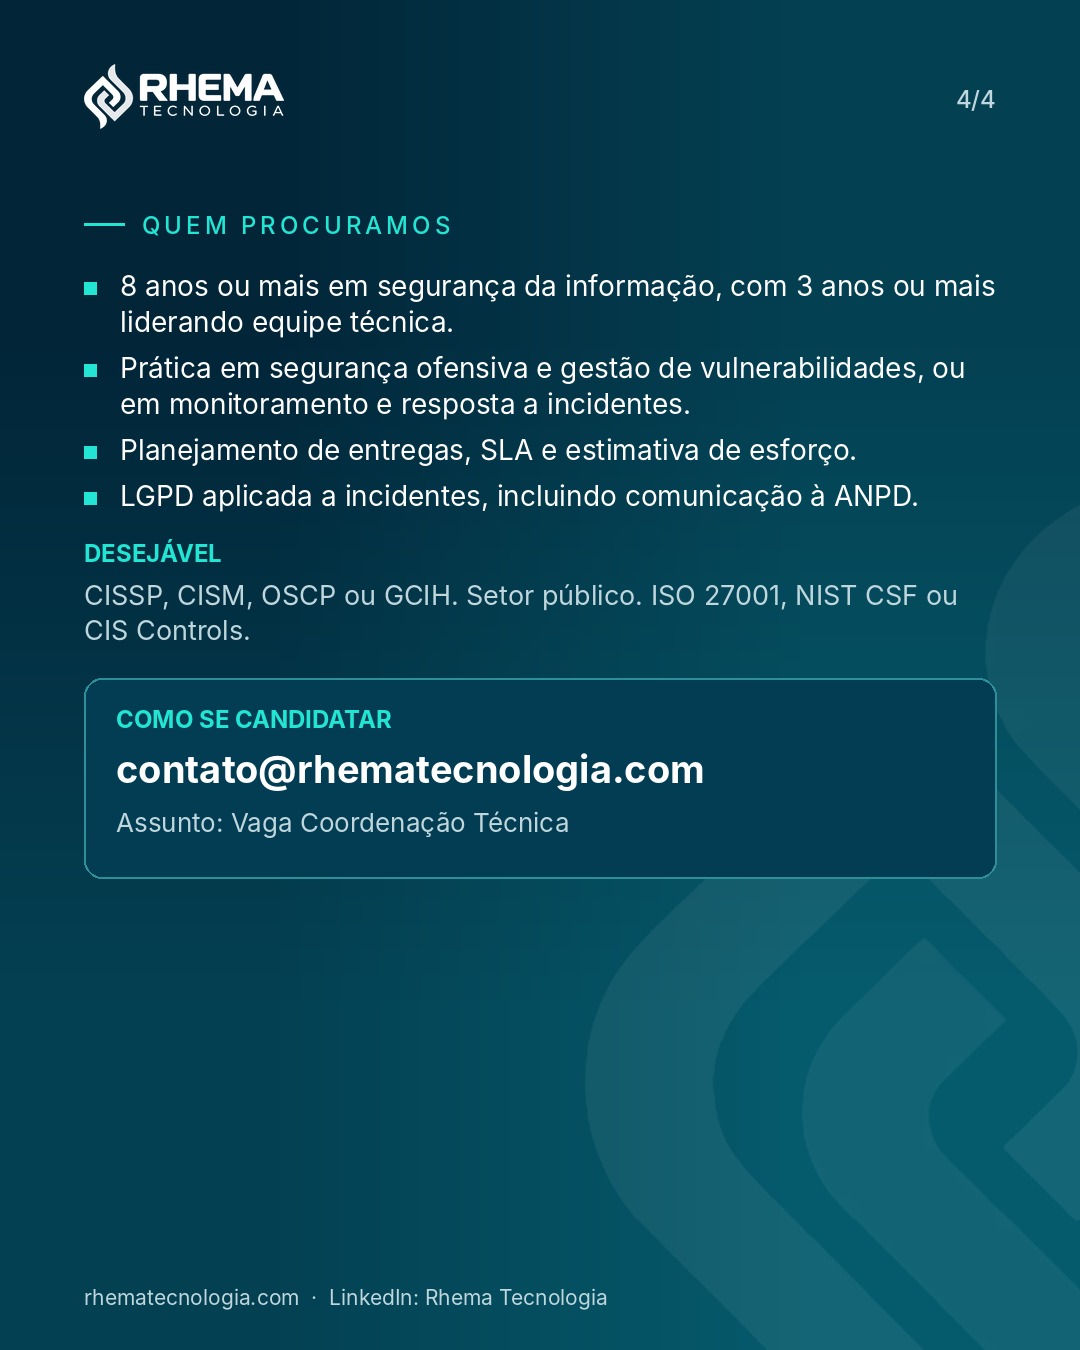 RHEMA
TECNOLOGIA
4/4
QUEM PROCURAMOS
8 anos ou mais em segurança da informação, com 3 anos ou mais
liderando equipe técnica.
Prática em segurança ofensiva e gestão de vulnerabilidades, ou
em monitoramento e resposta a incidentes.
Planejamento de entregas, SLA e estimativa de esforço.
LGPD aplicada a incidentes, incluindo comunicação à ANPD.
DESEJÁVEL
CISSP, CISM, OSCP ou GCIH. Setor público. ISO 27001, NIST CSF ou
CIS Controls.
COMO SE CANDIDATAR
contato@rhematecnologia.com
Assunto: Vaga Coordenação Técnica
rhematecnologia.com · LinkedIn: Rhema Tecnologia